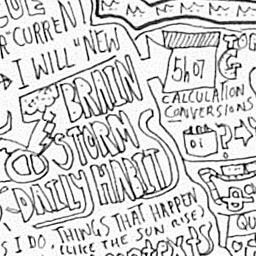 "CURRENT
I WILL "NEW
BRAIN
STORM
DAILY HABIT
5h07
CALCULATION
CONVERSIONS
01
?
I DO.
THINGS THAT HAPPEN
(LIKE THE SUN RISE)